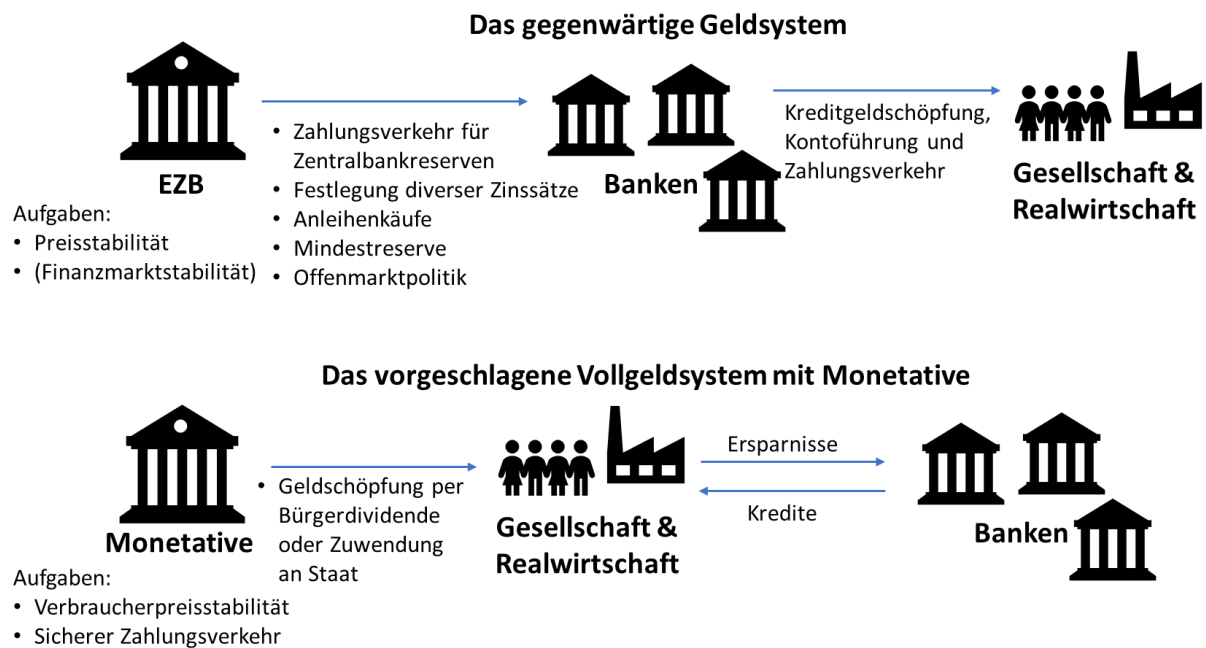 Das gegenwärtige Geldsystem
EZB
Aufgaben:
• Preisstabilität
• (Finanzmarktstabilität)
• Zahlungsverkehr für
Zentralbankreserven
• Festlegung diverser Zinssätze
• Anleihenkäufe
• Mindestreserve
• Offenmarktpolitik
Banken
Kreditgeldschöpfung,
Kontoführung und
Zahlungsverkehr
Gesellschaft &
Realwirtschaft
Das vorgeschlagene Vollgeldsystem mit Monetative
Monetative
Aufgaben:
• Verbraucherpreisstabilität
• Sicherer Zahlungsverkehr
• Geldschöpfung per
Bürgerdividende
oder Zuwendung
an Staat
Gesellschaft &
Realwirtschaft
Ersparnisse
Kredite
Banken